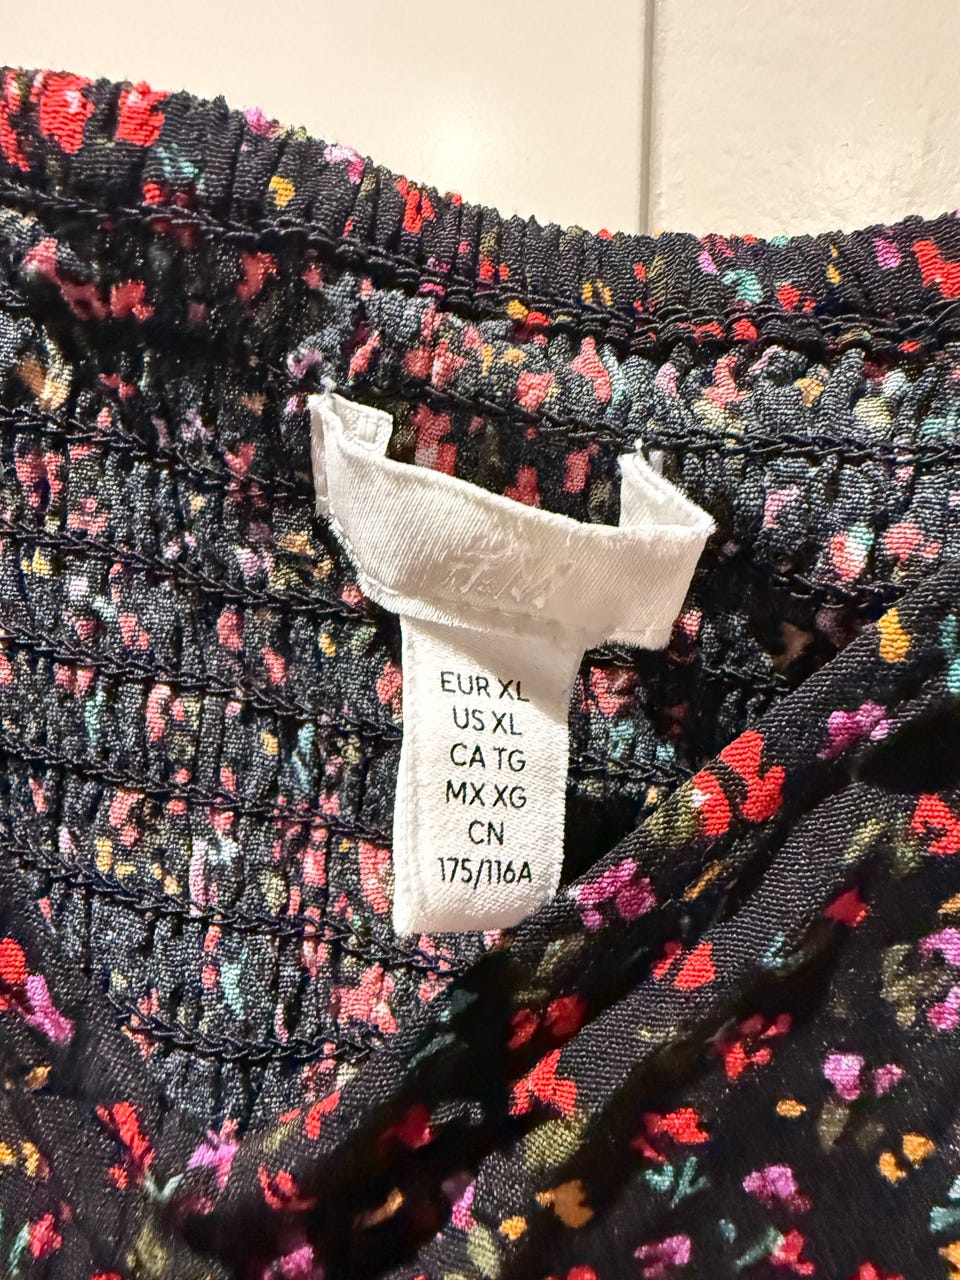 H&M
EUR XL
US XL
CA TG
MX XG
CN
175/116A